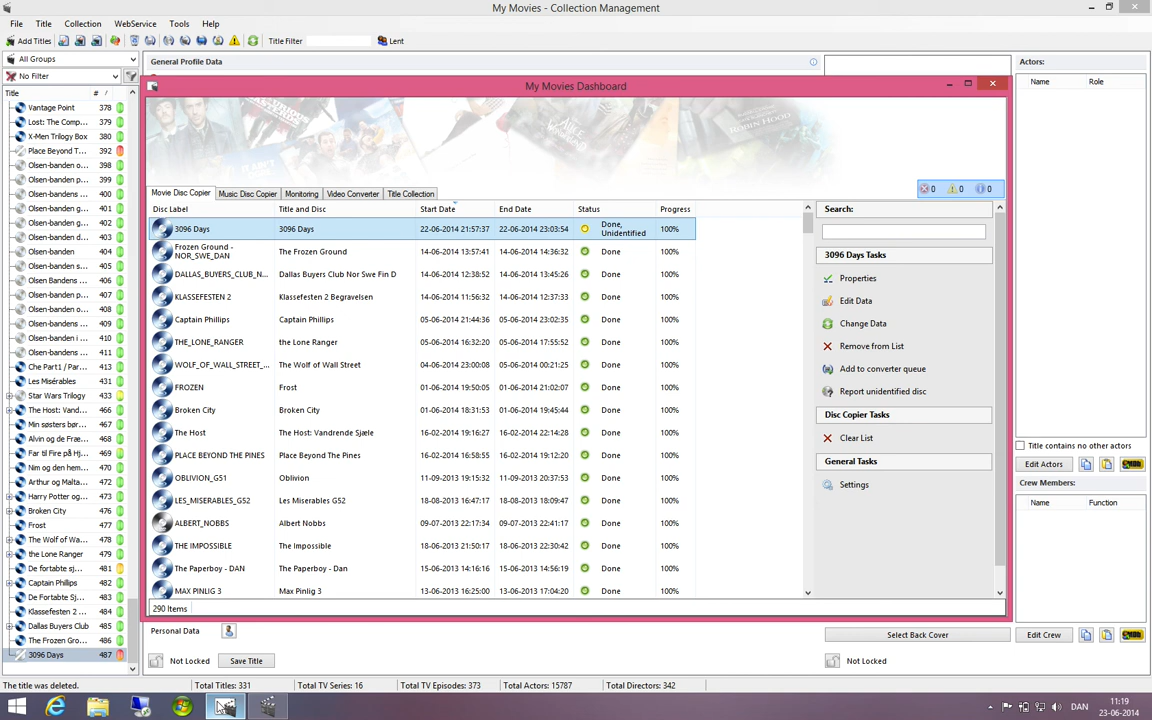 My Movies - Collection Management
File Title Collection WebService Tools Help
Add Titles Title Filter Lent
All Groups
No Filter
Title # /
Vantage Point 378
Lost: The Comp... 379
X-Men Trilogy Box 380
Place Beyond T... 392
Olsen-banden o... 398
Olsen-banden p... 399
Olsen-bandens ... 400
Olsen-banden g... 401
Olsen-banden g... 402
Olsen-banden d... 403
Olsen-banden 404
Olsen-banden s... 405
Olsen Bandens ... 406
Olsen-banden p... 407
Olsen-banden o... 408
Olsen-banden ... 409
Olsen-banden i ... 410
Olsen-bandens ... 411
Che Part1 / Par... 413
Les Misérables 431
Star Wars Trilogy 433
The Host: Vand... 466
Min søsters bør... 467
Alvin og de Fræ... 468
Far til Fire på Hj... 469
Nim og den hem... 470
Arthur og Malta... 472
Harry Potter og... 473
Broken City 476
Frost 477
The Wolf of Wa... 478
the Lone Ranger 479
De fortabte sj... 481
Captain Phillips 482
De Fortabte Sj... 483
Klassefesten 2 ... 484
Dallas Buyers Club 485
The Frozen Gro... 486
3096 Days 487
General Profile Data
My Movies Dashboard
Movie Disc Copier Music Disc Copier Monitoring Video Converter Title Collection
0 0 0
Disc Label Title and Disc Start Date End Date Status Progress
3096 Days 3096 Days 22-06-2014 21:57:37 22-06-2014 23:03:54 Done, Unidentified 100%
Frozen Ground - NOR_SWE_DAN The Frozen Ground 14-06-2014 13:57:41 14-06-2014 14:36:32 Done 100%
DALLAS_BUYERS_CLUB_N... Dallas Buyers Club Nor Swe Fin D 14-06-2014 12:38:52 14-06-2014 13:45:26 Done 100%
KLASSEFESTEN 2 Klassefesten 2 Begravelsen 14-06-2014 11:56:32 14-06-2014 12:37:33 Done 100%
Captain Phillips Captain Phillips 05-06-2014 21:44:36 05-06-2014 23:02:35 Done 100%
THE_LONE_RANGER the Lone Ranger 05-06-2014 16:32:20 05-06-2014 17:55:52 Done 100%
WOLF_OF_WALL_STREET_... The Wolf of Wall Street 04-06-2014 23:00:08 05-06-2014 00:21:25 Done 100%
FROZEN Frost 01-06-2014 19:50:05 01-06-2014 21:02:07 Done 100%
Broken City Broken City 01-06-2014 18:31:53 01-06-2014 19:45:44 Done 100%
The Host The Host: Vandrende Sjæle 16-02-2014 19:16:27 16-02-2014 22:14:28 Done 100%
PLACE BEYOND THE PINES Place Beyond The Pines 16-02-2014 16:58:55 16-02-2014 19:12:20 Done 100%
OBLIVION_G51 Oblivion 11-09-2013 19:15:32 11-09-2013 20:37:53 Done 100%
LES_MISERABLES_G52 Les Miserables G52 18-08-2013 16:47:17 18-08-2013 18:09:47 Done 100%
ALBERT_NOBBS Albert Nobbs 09-07-2013 22:17:34 09-07-2013 22:41:17 Done 100%
THE IMPOSSIBLE The Impossible 18-06-2013 21:50:17 18-06-2013 22:30:42 Done 100%
The Paperboy - DAN The Paperboy - Dan 15-06-2013 14:16:16 15-06-2013 14:56:19 Done 100%
MAX PINLIG 3 Max Pinlig 3 13-06-2013 16:25:00 13-06-2013 17:04:20 Done 100%
290 Items
Search:
3096 Days Tasks
Properties
Edit Data
Change Data
Remove from List
Add to converter queue
Report unidentified disc
Disc Copier Tasks
Clear List
General Tasks
Settings
Actors:
Name Role
Title contains no other actors
Edit Actors
Crew Members:
Name Function
Edit Crew
Personal Data
Select Back Cover
Not Locked Save Title
Not Locked
The title was deleted. Total Titles: 331 Total TV Series: 16 Total TV Episodes: 373 Total Actors: 15787 Total Directors: 342
DAN
11:19
23-06-2014